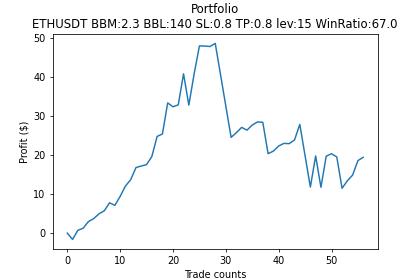 Portfolio
ETHUSDT BBM:2.3 BBL:140 SL:0.8 TP:0.8 lev:15 WinRatio:67.0
50
40
30
20
10
0
Profit ($)
0 10 20 30 40 50
Trade counts